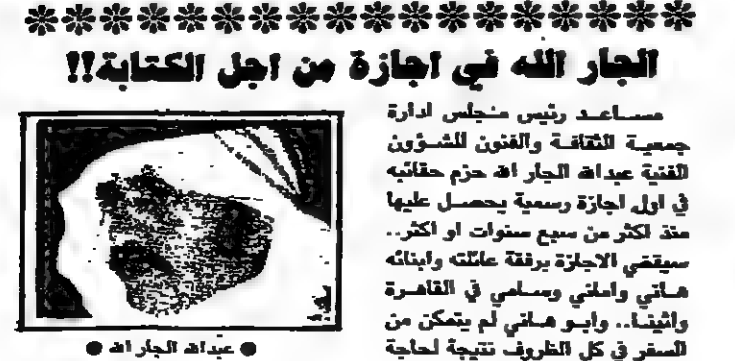 الجار الله في اجازة من اجل الكتابة!!
مساعد رئيس مجلس ادارة
جمعية الثقافة والفنون للشؤون
الفنية عبدالله الجار الله حزم حقائبه
في اول اجازة رسمية يحصل عليها
منذ اكثر من سبع سنوات او اكثر..
سيقضي الاجازة برفقة عائلته وابنائه
هاني واماني وسامي في القاهرة
واثينا.. وابو هاني لم يتمكن من
السفر في كل الظروف نتيجة لحاجة
● عبدالله الجار الله ●